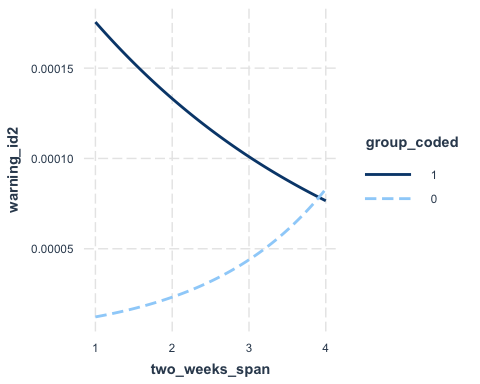 warning_id2
0.00015
0.00010
0.00005
1 2 3 4
two_weeks_span
group_coded
1
0